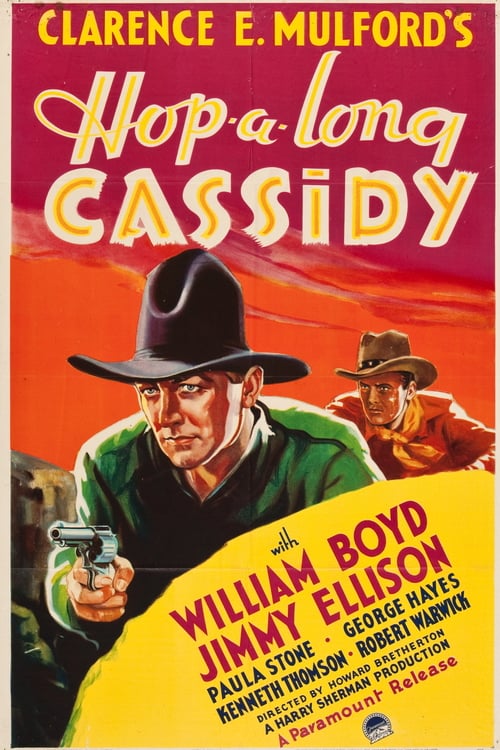 CLARENCE E. MULFORD'S
Hop-a-long
CASSiDY
with
WILLIAM BOYD
JIMMY ELLISON
PAULA STONE · GEORGE HAYES
KENNETH THOMSON · ROBERT WARWICK
DIRECTED BY HOWARD BRETHERTON
A HARRY SHERMAN PRODUCTION
A Paramount Release